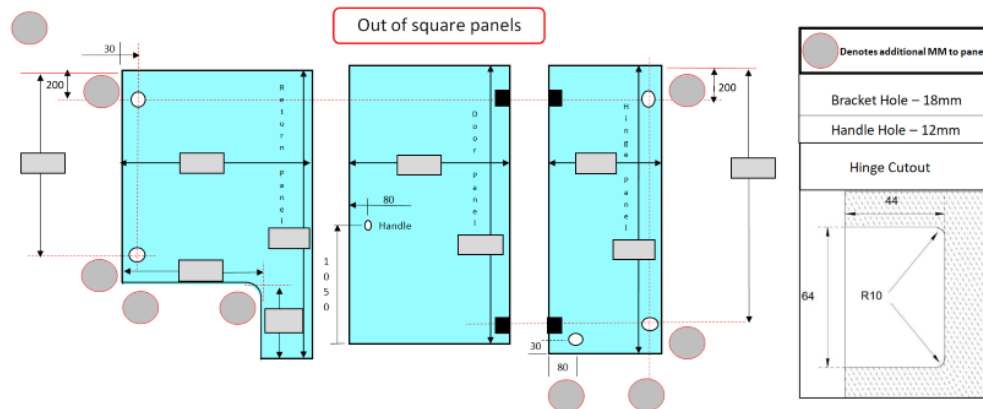 Out of square panels
30
200
Return Panel
Door Panel
80
Handle
1050
Hinge Panel
200
30
80
Denotes additional MM to pane
Bracket Hole – 18mm
Handle Hole – 12mm
Hinge Cutout
44
64
R10